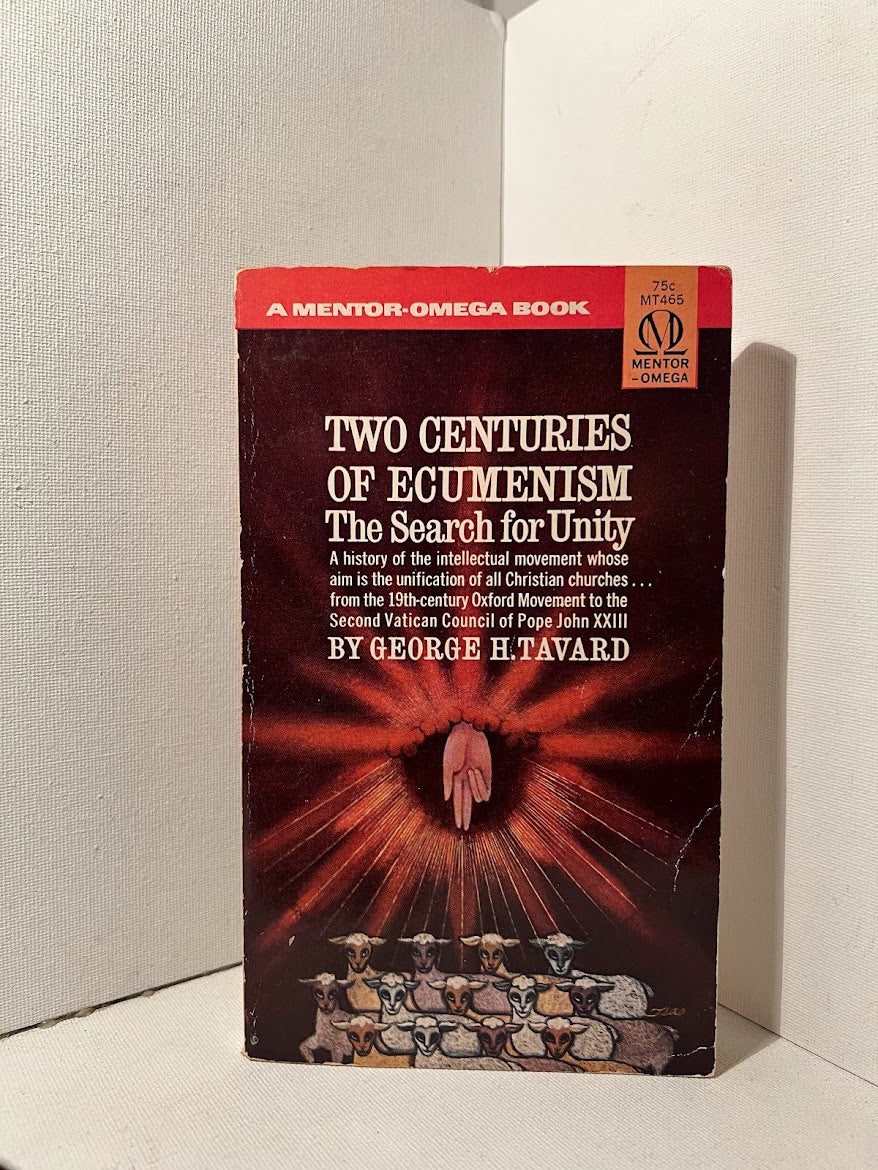 A MENTOR-OMEGA BOOK
75c
MT465
MENTOR
-OMEGA
TWO CENTURIES
OF ECUMENISM
The Search for Unity
A history of the intellectual movement whose
aim is the unification of all Christian churches...
from the 19th-century Oxford Movement to the
Second Vatican Council of Pope John XXIII
BY GEORGE H. TAVARD